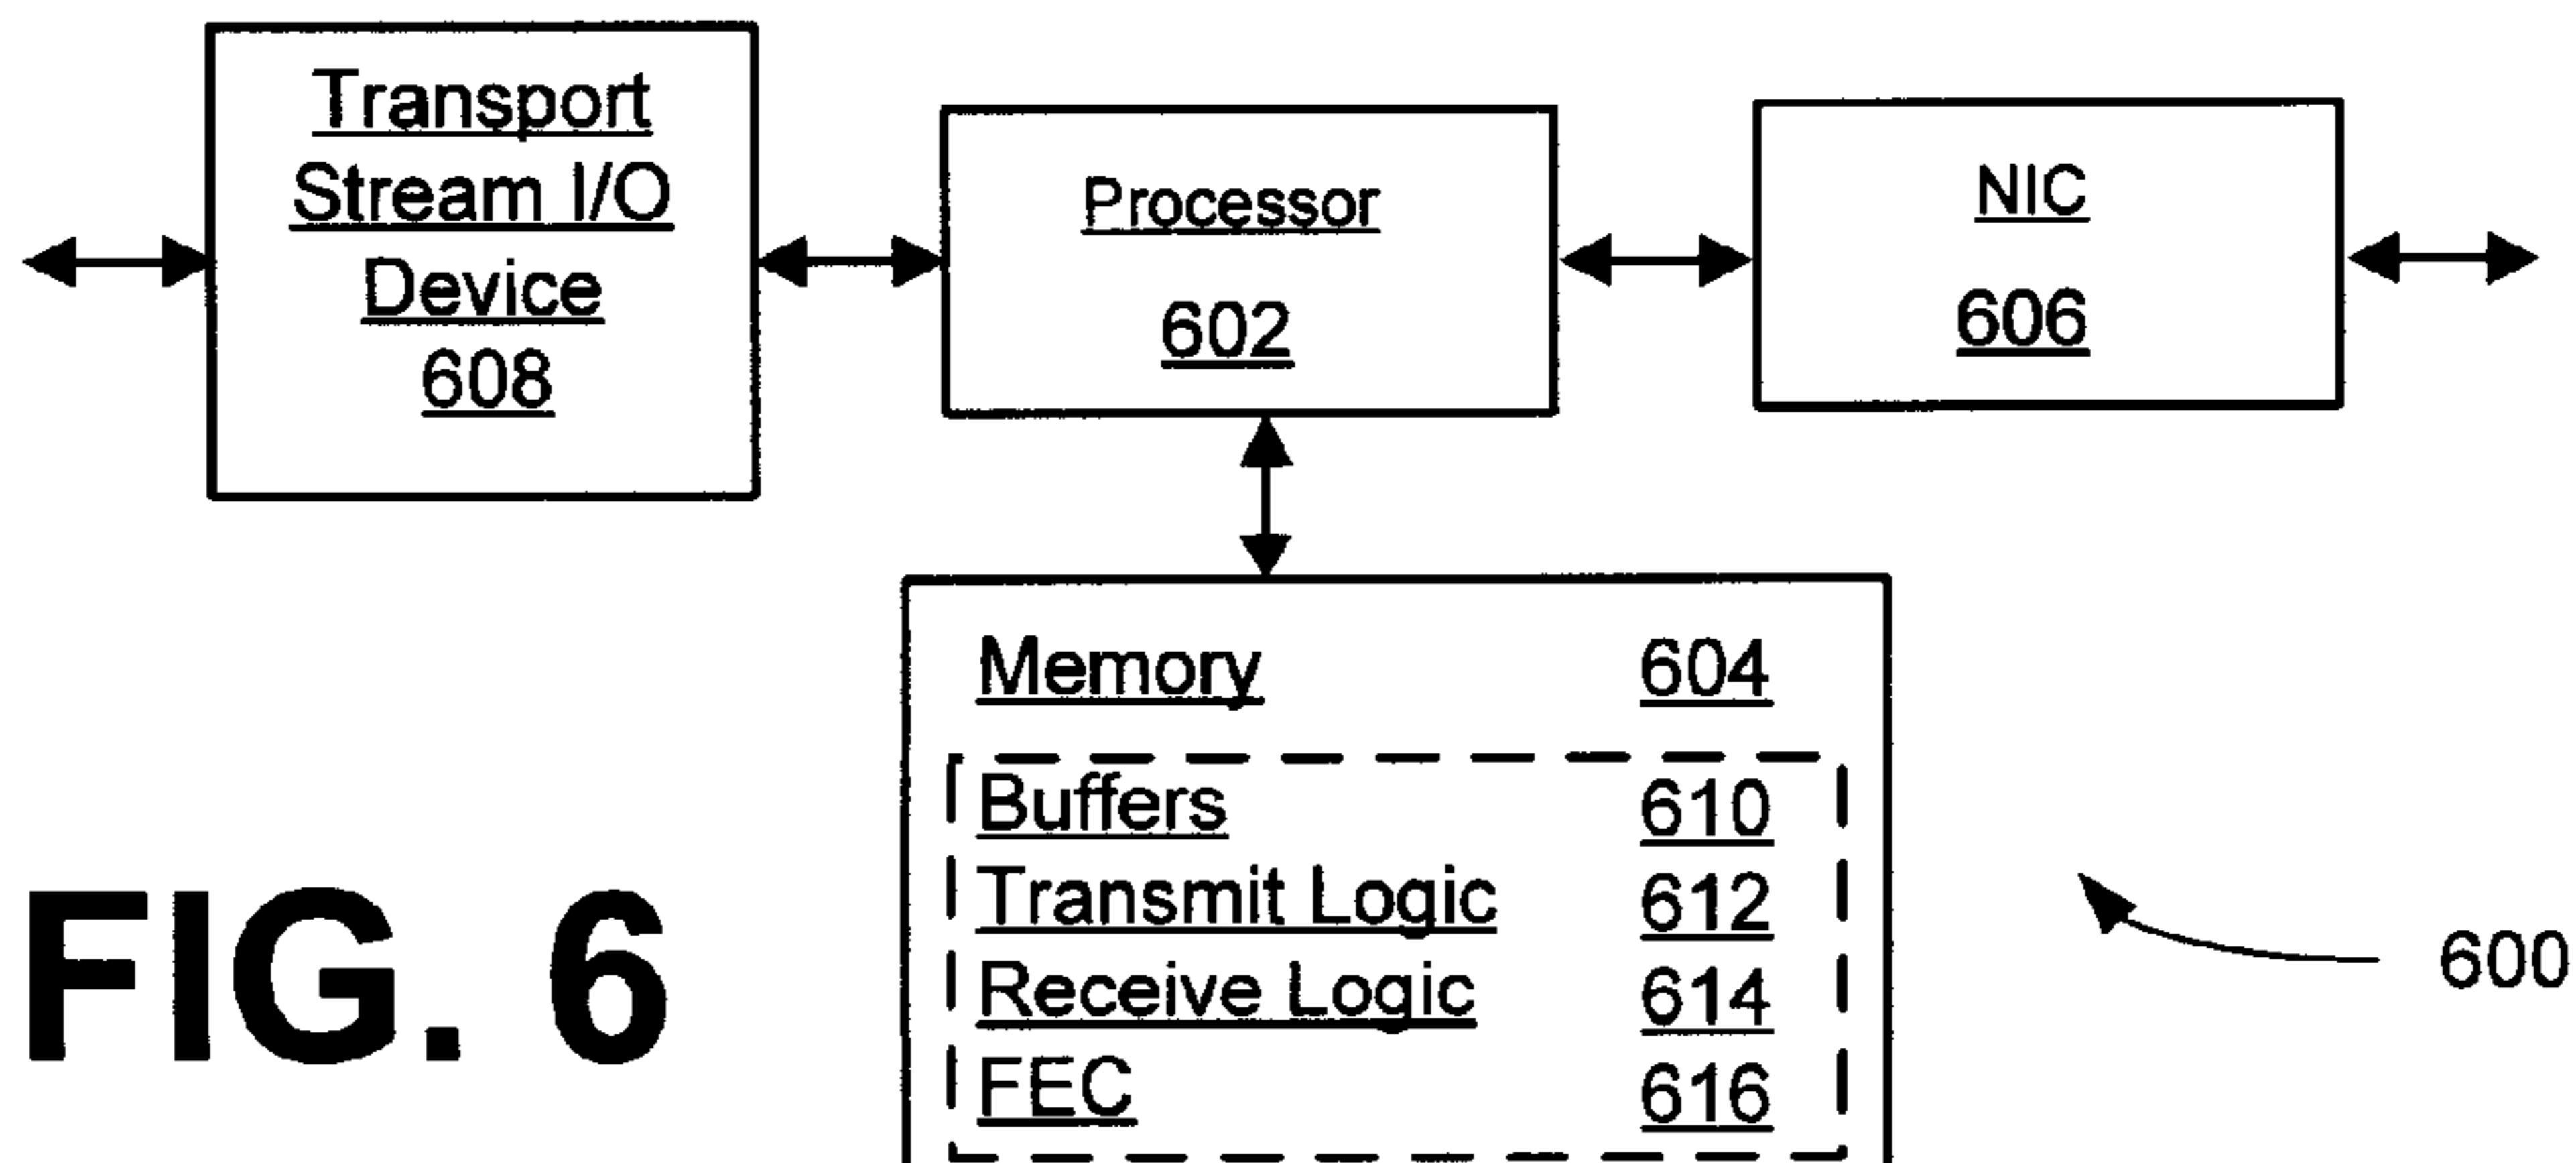 Transport
Stream I/O
Device
608
Processor
602
NIC
606
Memory 604
Buffers 610
Transmit Logic 612
Receive Logic 614
FEC 616
600
FIG. 6